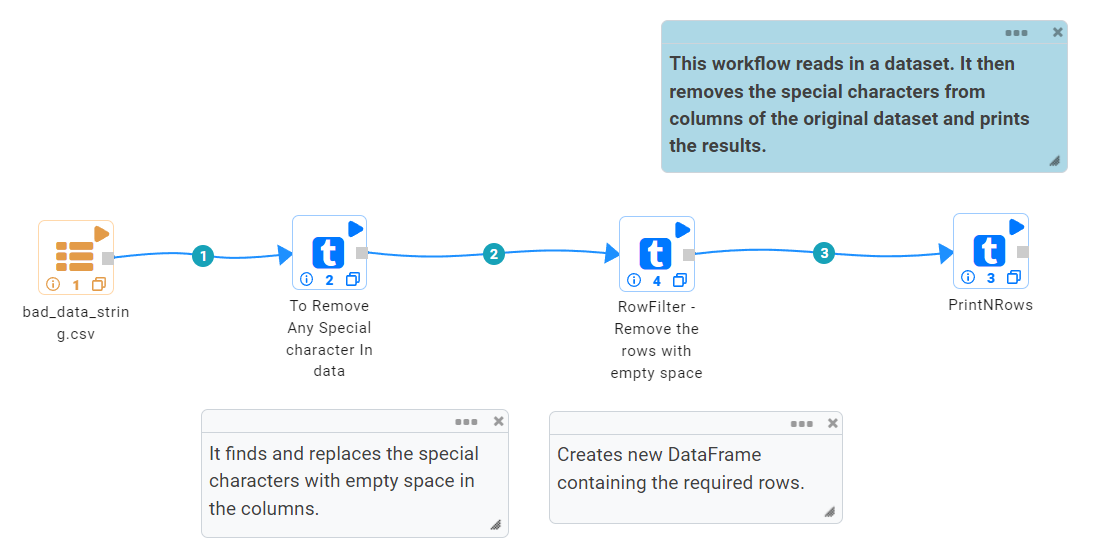 This workflow reads in a dataset. It then
removes the special characters from
columns of the original dataset and prints
the results.
1
2
3
1
bad_data_strin
g.csv
t
2
To Remove
Any Special
character In
data
t
4
RowFilter -
Remove the
rows with
empty space
t
3
PrintNRows
It finds and replaces the special
characters with empty space in
the columns.
Creates new DataFrame
containing the required rows.